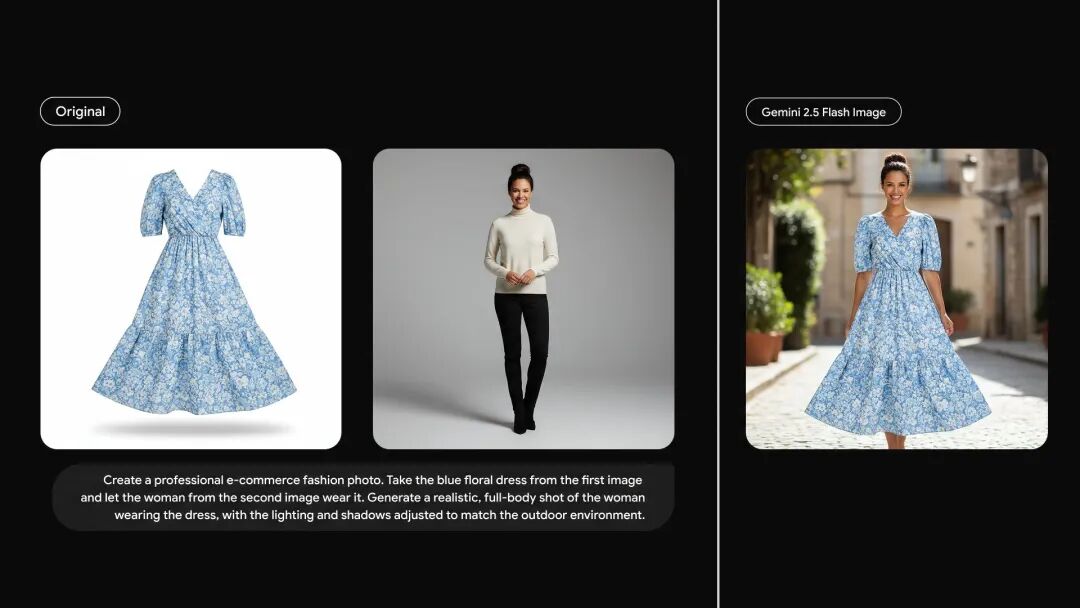 Original
Gemini 2.5 Flash Image
Create a professional e-commerce fashion photo. Take the blue floral dress from the first image
and let the woman from the second image wear it. Generate a realistic, full-body shot of the woman
wearing the dress, with the lighting and shadows adjusted to match the outdoor environment.